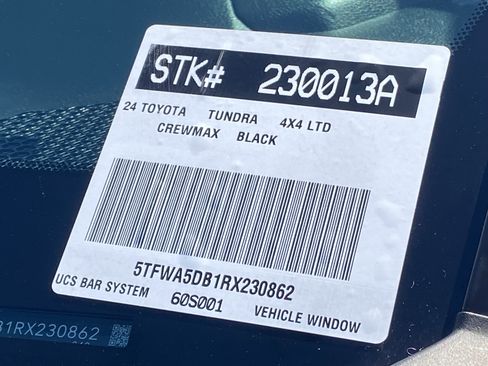 STK# 230013A
24 TOYOTA TUNDRA 4X4 LTD
CREWMAX BLACK
5TFWA5DB1RX230862
UCS BAR SYSTEM 60S001 VEHICLE WINDOW
B1RX230862